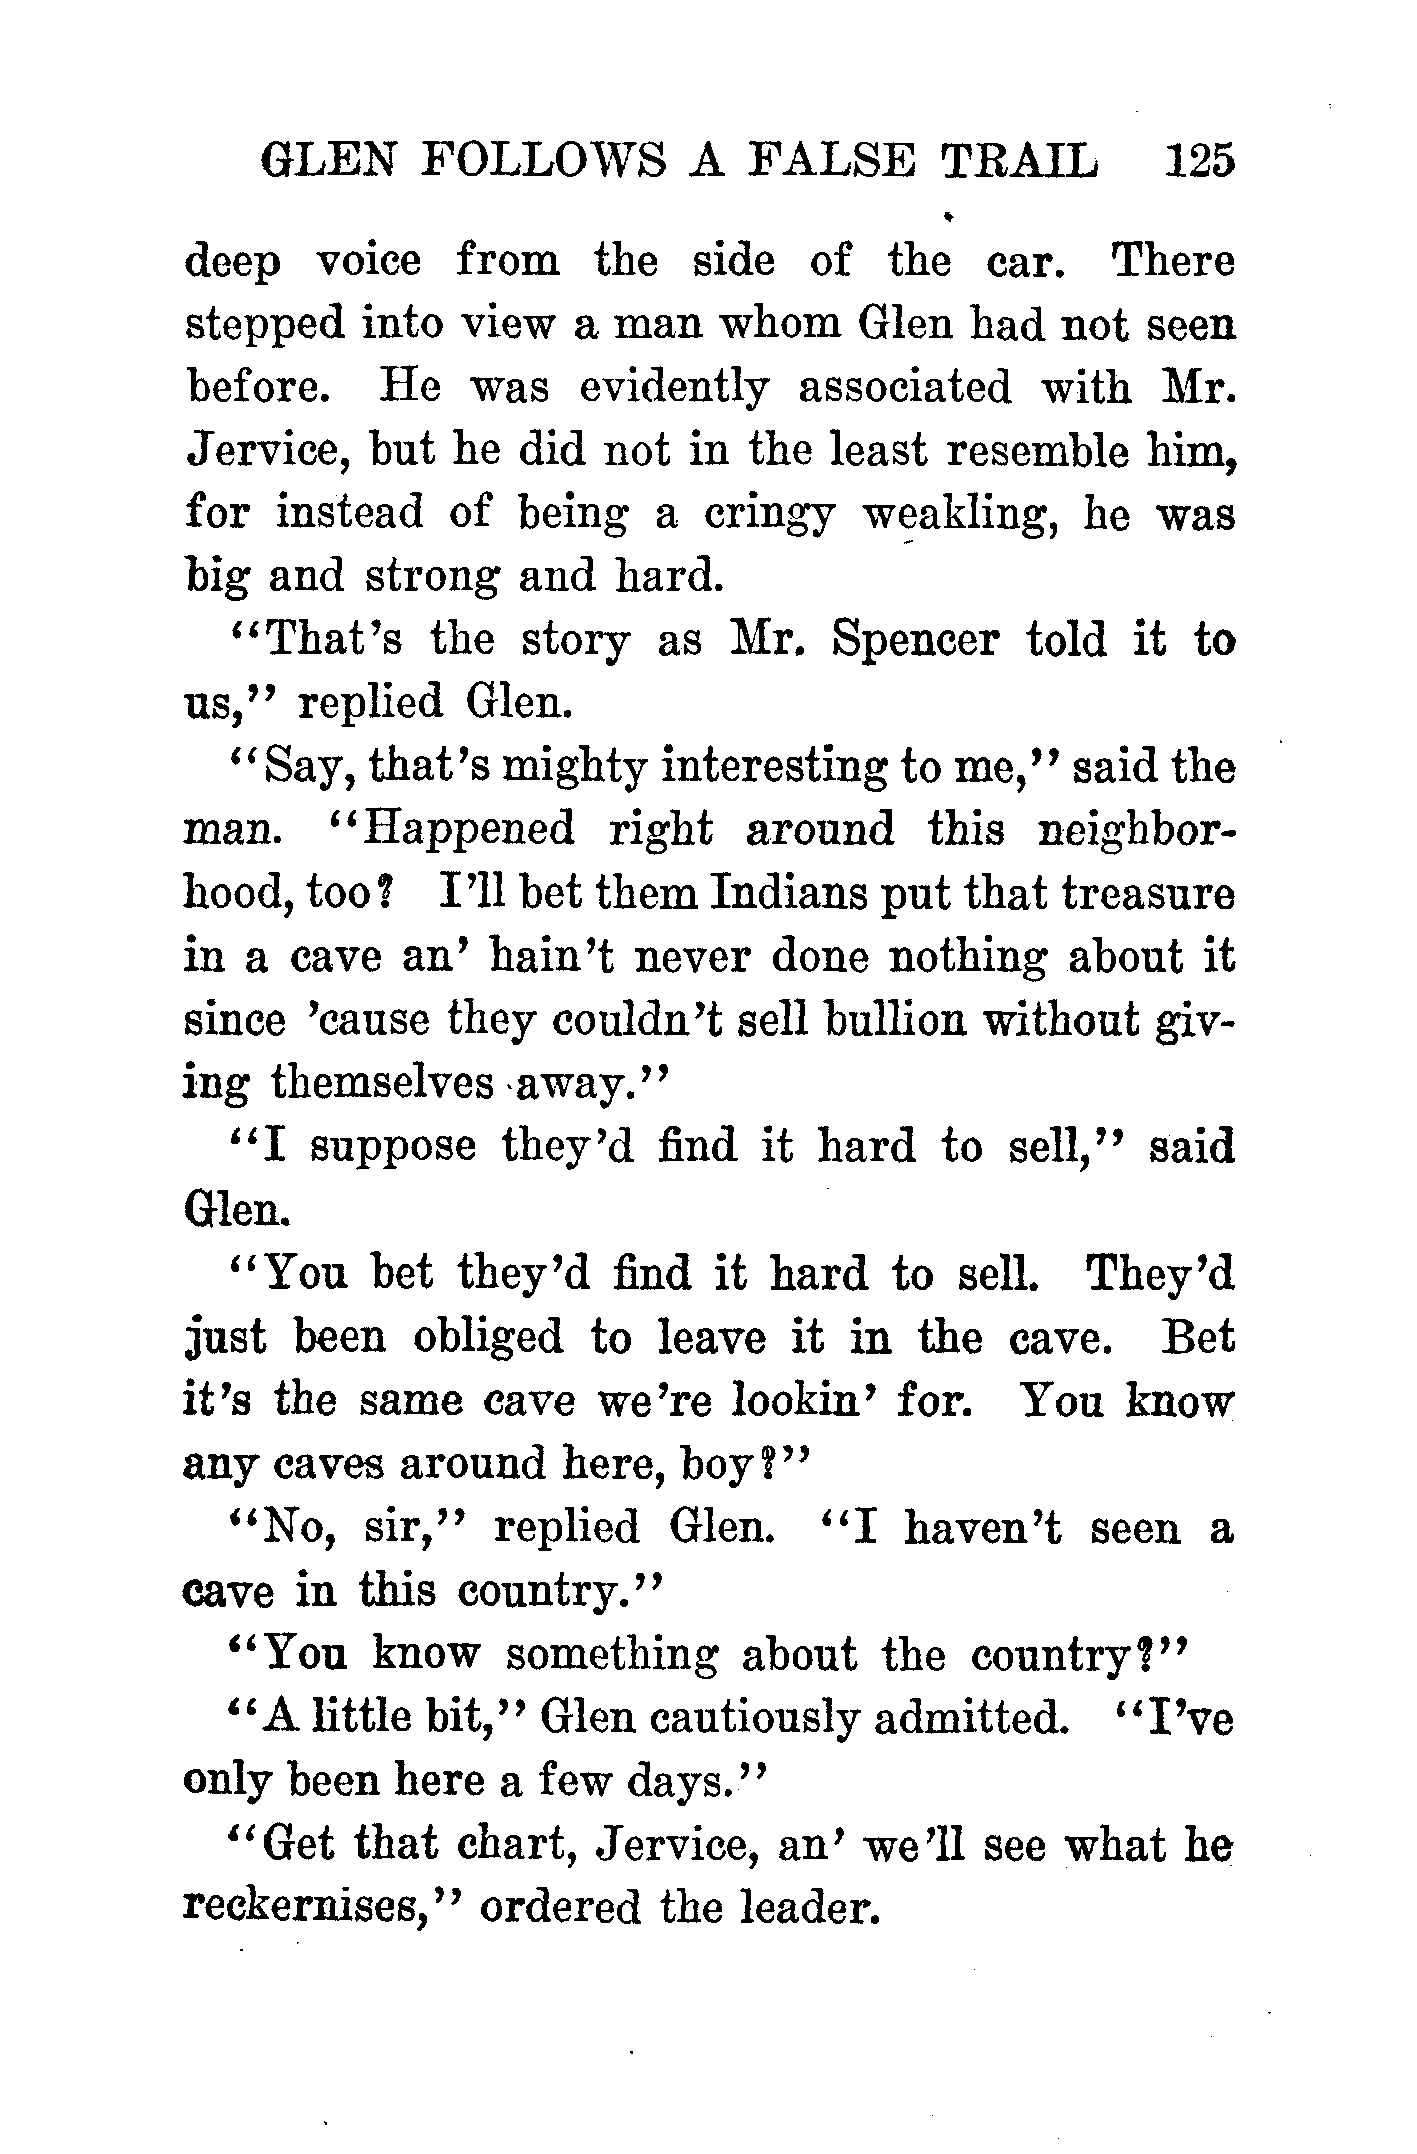 GLEN FOLLOWS A FALSE TRAIL 125
deep voice from the side of the car. There
stepped into view a man whom Glen had not seen
before. He was evidently associated with Mr.
Jervice, but he did not in the least resemble him,
for instead of being a cringy weakling, he was
big and strong and hard.
“That’s the story as Mr. Spencer told it to
us,” replied Glen.
“Say, that’s mighty interesting to me,” said the
man. “Happened right around this neighbor-
hood, too? I’ll bet them Indians put that treasure
in a cave an’ hain’t never done nothing about it
since ’cause they couldn’t sell bullion without giv-
ing themselves away.”
“I suppose they’d find it hard to sell,” said
Glen.
“You bet they’d find it hard to sell. They’d
just been obliged to leave it in the cave. Bet
it’s the same cave we’re lookin’ for. You know
any caves around here, boy?”
“No, sir,” replied Glen. “I haven’t seen a
cave in this country.”
“You know something about the country?”
“A little bit,” Glen cautiously admitted. “I’ve
only been here a few days.”
“Get that chart, Jervice, an’ we’ll see what he
reckernises,” ordered the leader.